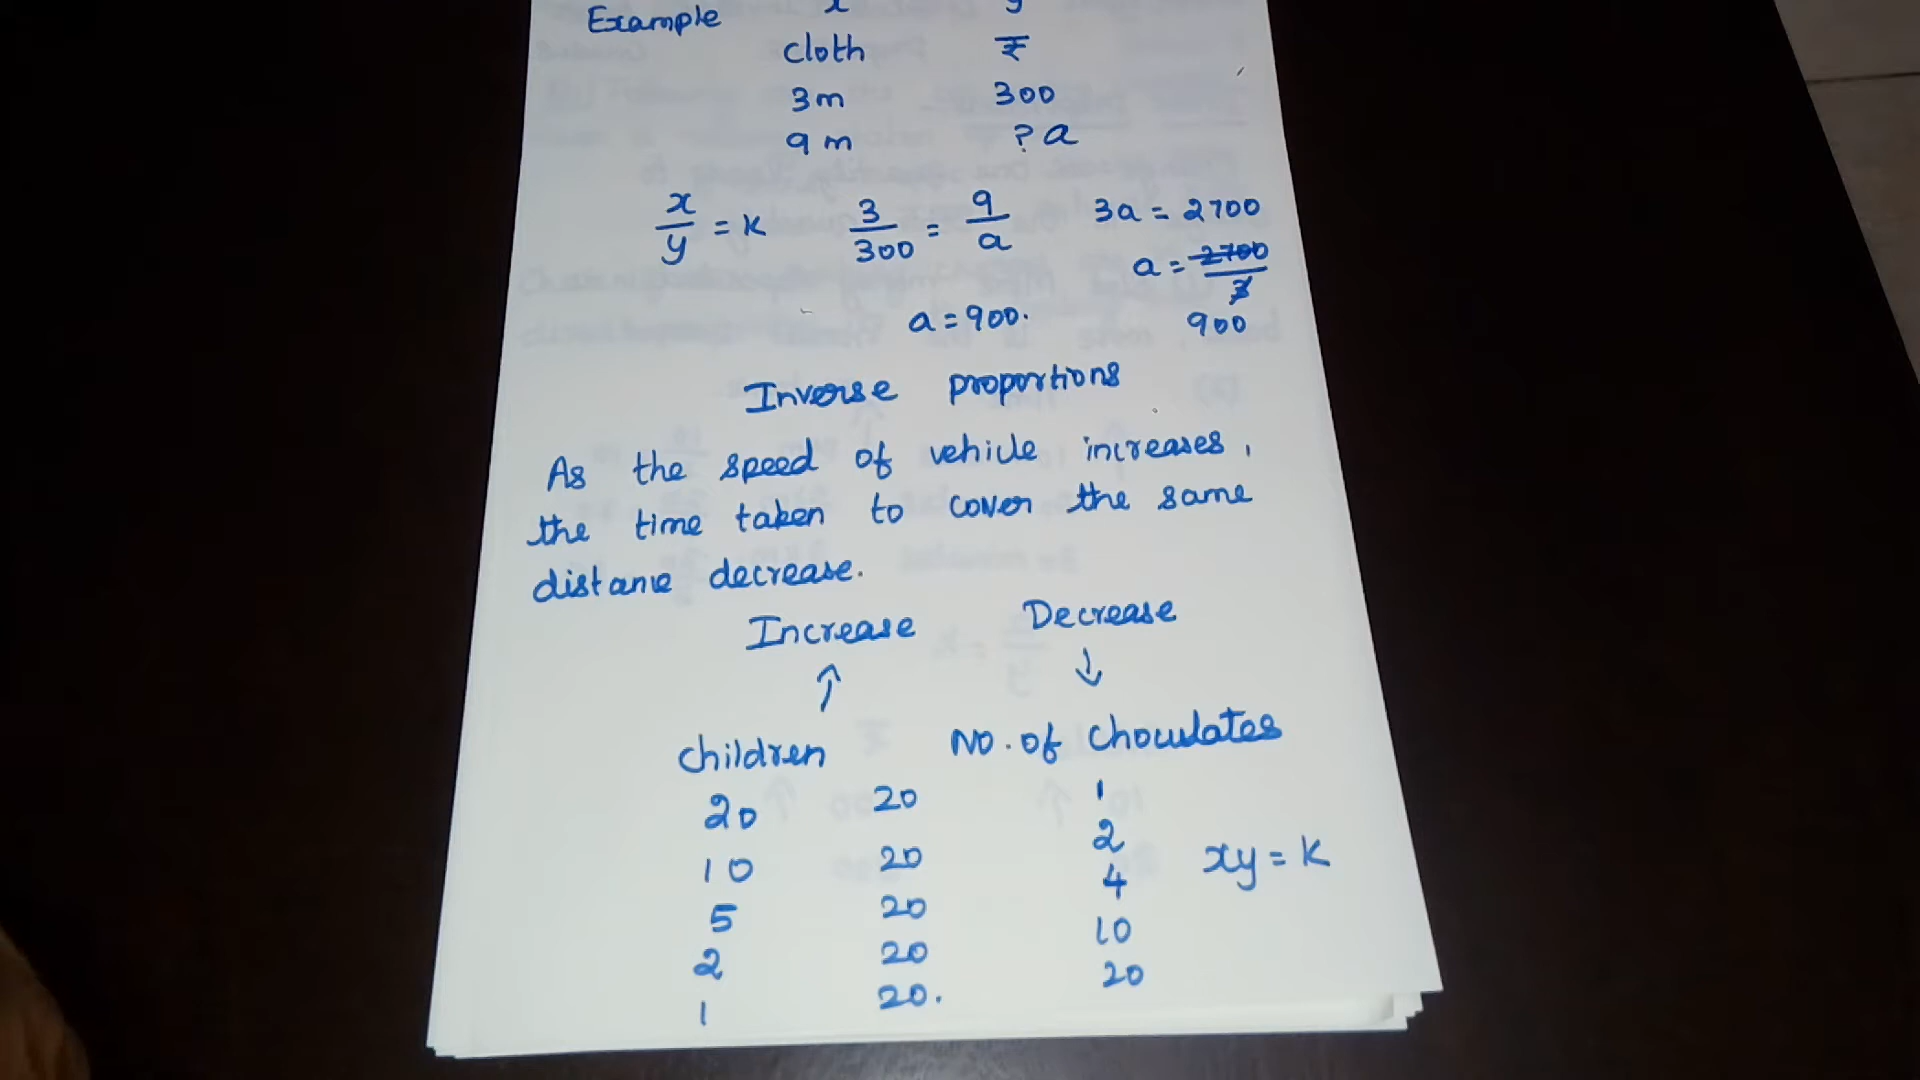 Example x y
cloth ₹
3m 300
9m ? a
x/y = k 3/300 = 9/a 3a = 2700
a = 2700/3
a = 900. 900
Inverse proportions
As the speed of vehicle increases,
the time taken to cover the same
distance decrease.
Increase Decrease
↑ ↓
children No. of chocolates
20 20 1
10 20 2
5 20 4 xy = k
2 20 10
1 20. 20